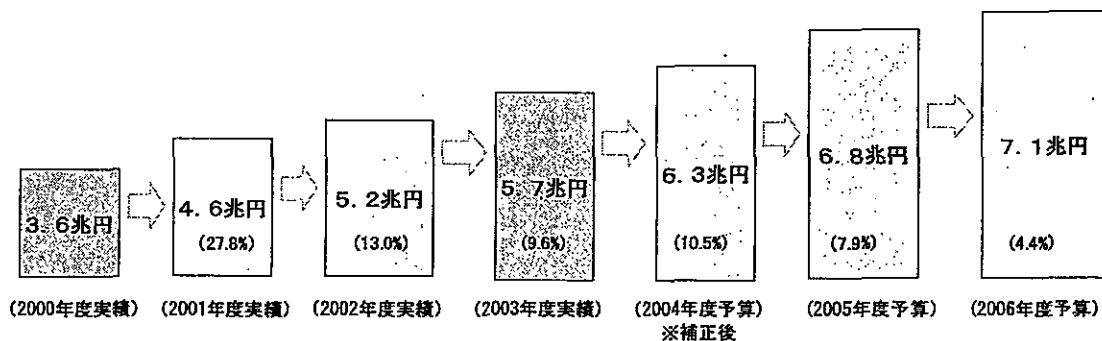 3.6兆円
4.6兆円
(27.8%)
5.2兆円
(13.0%)
5.7兆円
(9.6%)
6.3兆円
(10.5%)
6.8兆円
(7.9%)
7.1兆円
(4.4%)
(2000年度実績)
(2001年度実績)
(2002年度実績)
(2003年度実績)
(2004年度予算)
※補正後
(2005年度予算)
(2006年度予算)